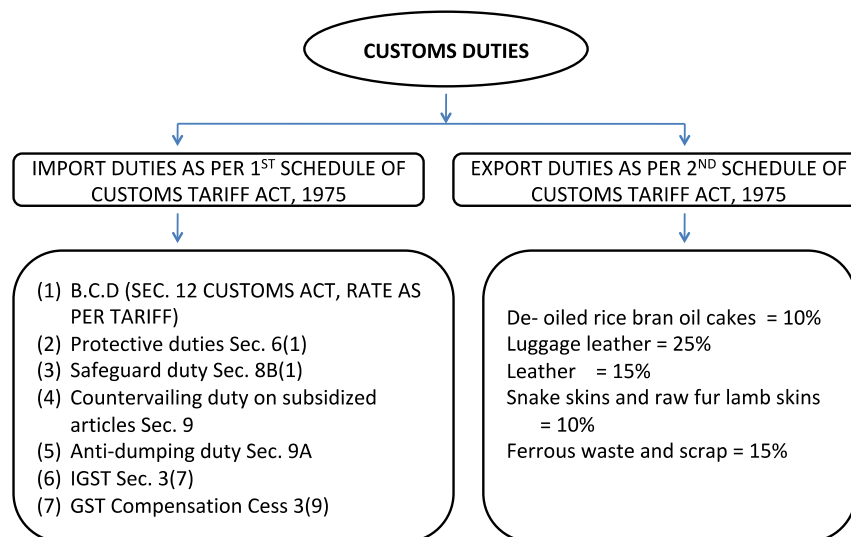 CUSTOMS DUTIES
IMPORT DUTIES AS PER 1ST SCHEDULE OF
CUSTOMS TARIFF ACT, 1975
EXPORT DUTIES AS PER 2ND SCHEDULE OF
CUSTOMS TARIFF ACT, 1975
(1) B.C.D (SEC. 12 CUSTOMS ACT, RATE AS
PER TARIFF)
(2) Protective duties Sec. 6(1)
(3) Safeguard duty Sec. 8B(1)
(4) Countervailing duty on subsidized
articles Sec. 9
(5) Anti-dumping duty Sec. 9A
(6) IGST Sec. 3(7)
(7) GST Compensation Cess 3(9)
De- oiled rice bran oil cakes = 10%
Luggage leather = 25%
Leather = 15%
Snake skins and raw fur lamb skins
= 10%
Ferrous waste and scrap = 15%